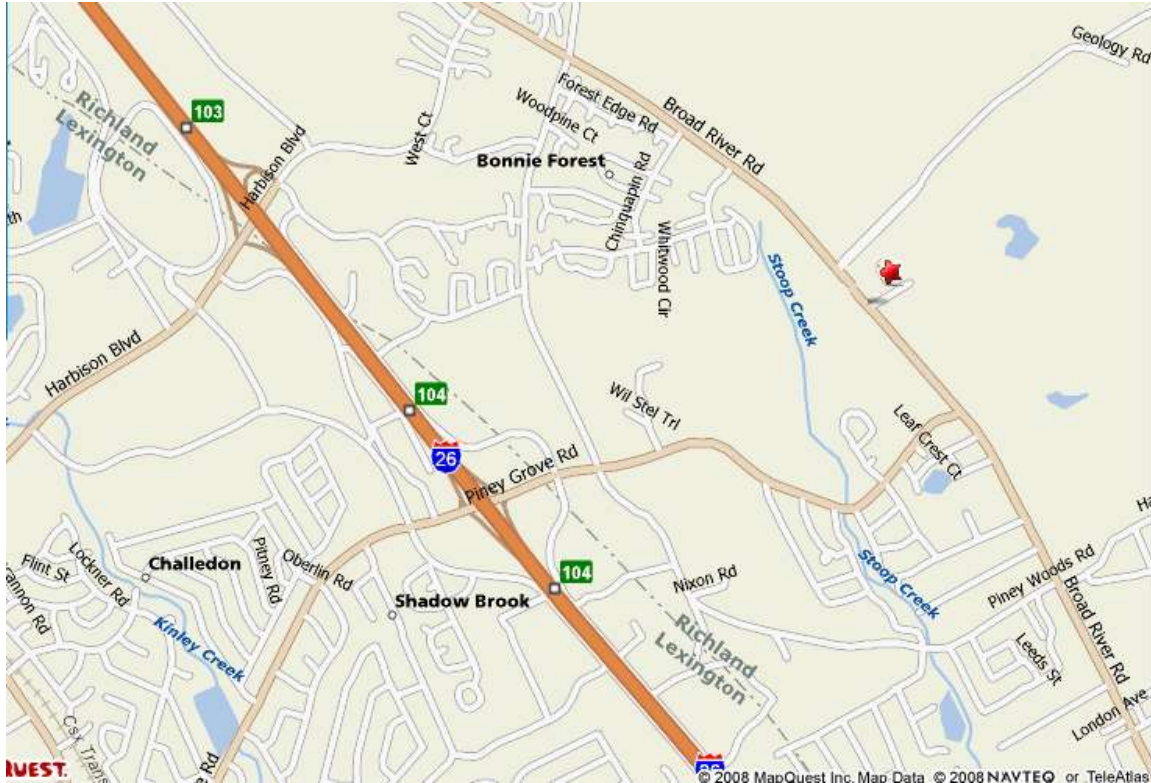 Geology Rd
Forest Edge Rd
Broad River Rd
103
Richland
Lexington
Woodpine Ct
West Ct
Bonnie Forest
Harbison Blvd
Chinquapin Rd
Whitwood Cir
Stoop Creek
Harbison Blvd
104
Wil Stel Trl
Leaf Crest Ct
26
Piney Grove Rd
Flint St
Lockner Rd
Challedon
Pitney Rd
Oberlin Rd
104
Nixon Rd
Stoop Creek
Piney Woods Rd
Broad River Rd
Shadow Brook
Kinley Creek
Richland
Lexington
Leeds St
London Ave
Rd
© 2008 MapQuest Inc. Map Data © 2008 NAVTEQ or TeleAtlas